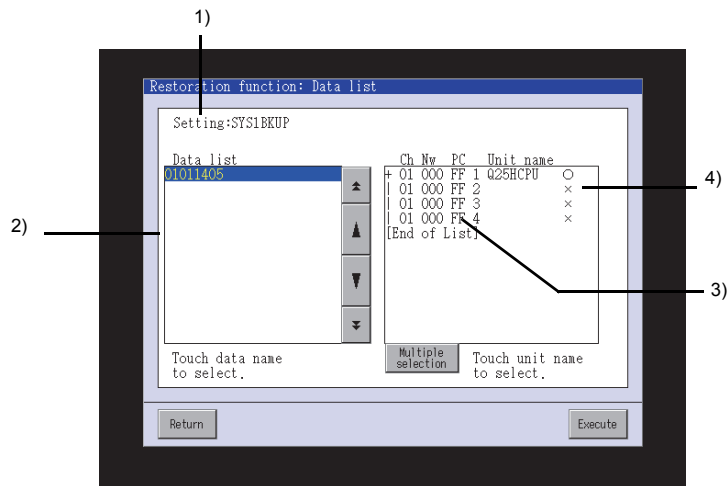 1)
Restoration function: Data list
Setting:SYS1BKUP
Data list
01011405
Ch Nw PC Unit name
+ 01 000 FF 1 Q25HCPU ○
| 01 000 FF 2 ×
| 01 000 FF 3 ×
| 01 000 FF 4 ×
[End of List]
4)
2)
3)
Touch data name
to select.
Multiple
selection
Touch unit name
to select.
Return
Execute